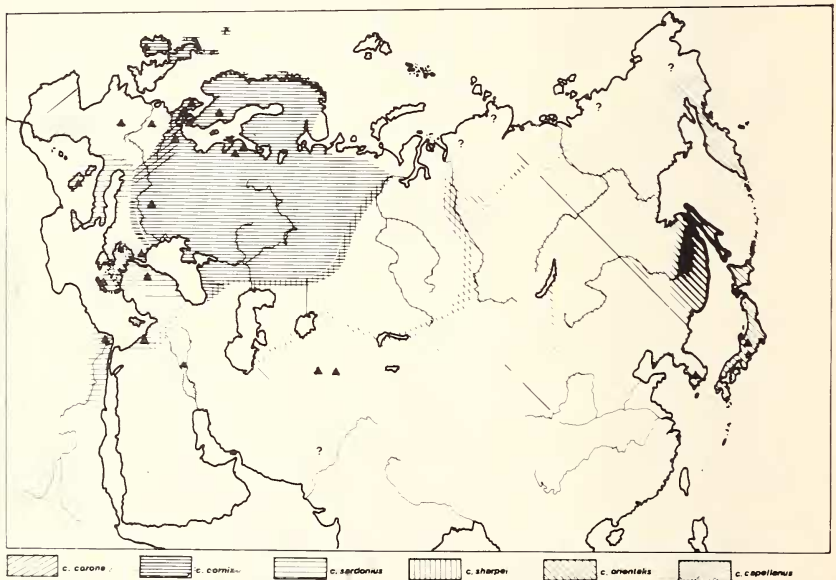 ?
?
?
?
?
c. corone
c. cornix
c. sardonius
c. sharpei
c. orientalis
c. capellanus